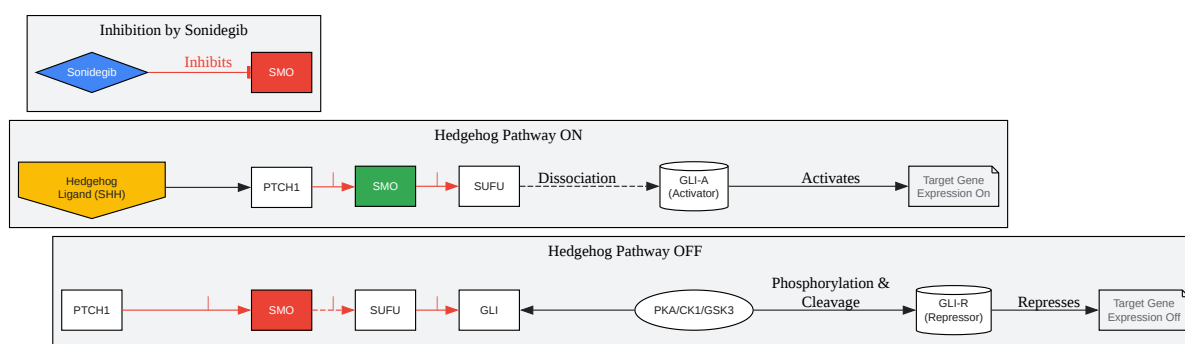 Inhibition by Sonidegib
Sonidegib
Inhibits
SMO
Hedgehog Pathway ON
Hedgehog
Ligand (SHH)
PTCH1
SMO
SUFU
Dissociation
GLI-A
(Activator)
Activates
Target Gene
Expression On
Hedgehog Pathway OFF
PTCH1
SMO
SUFU
GLI
PKA/CK1/GSK3
Phosphorylation &
Cleavage
GLI-R
(Repressor)
Represses
Target Gene
Expression Off